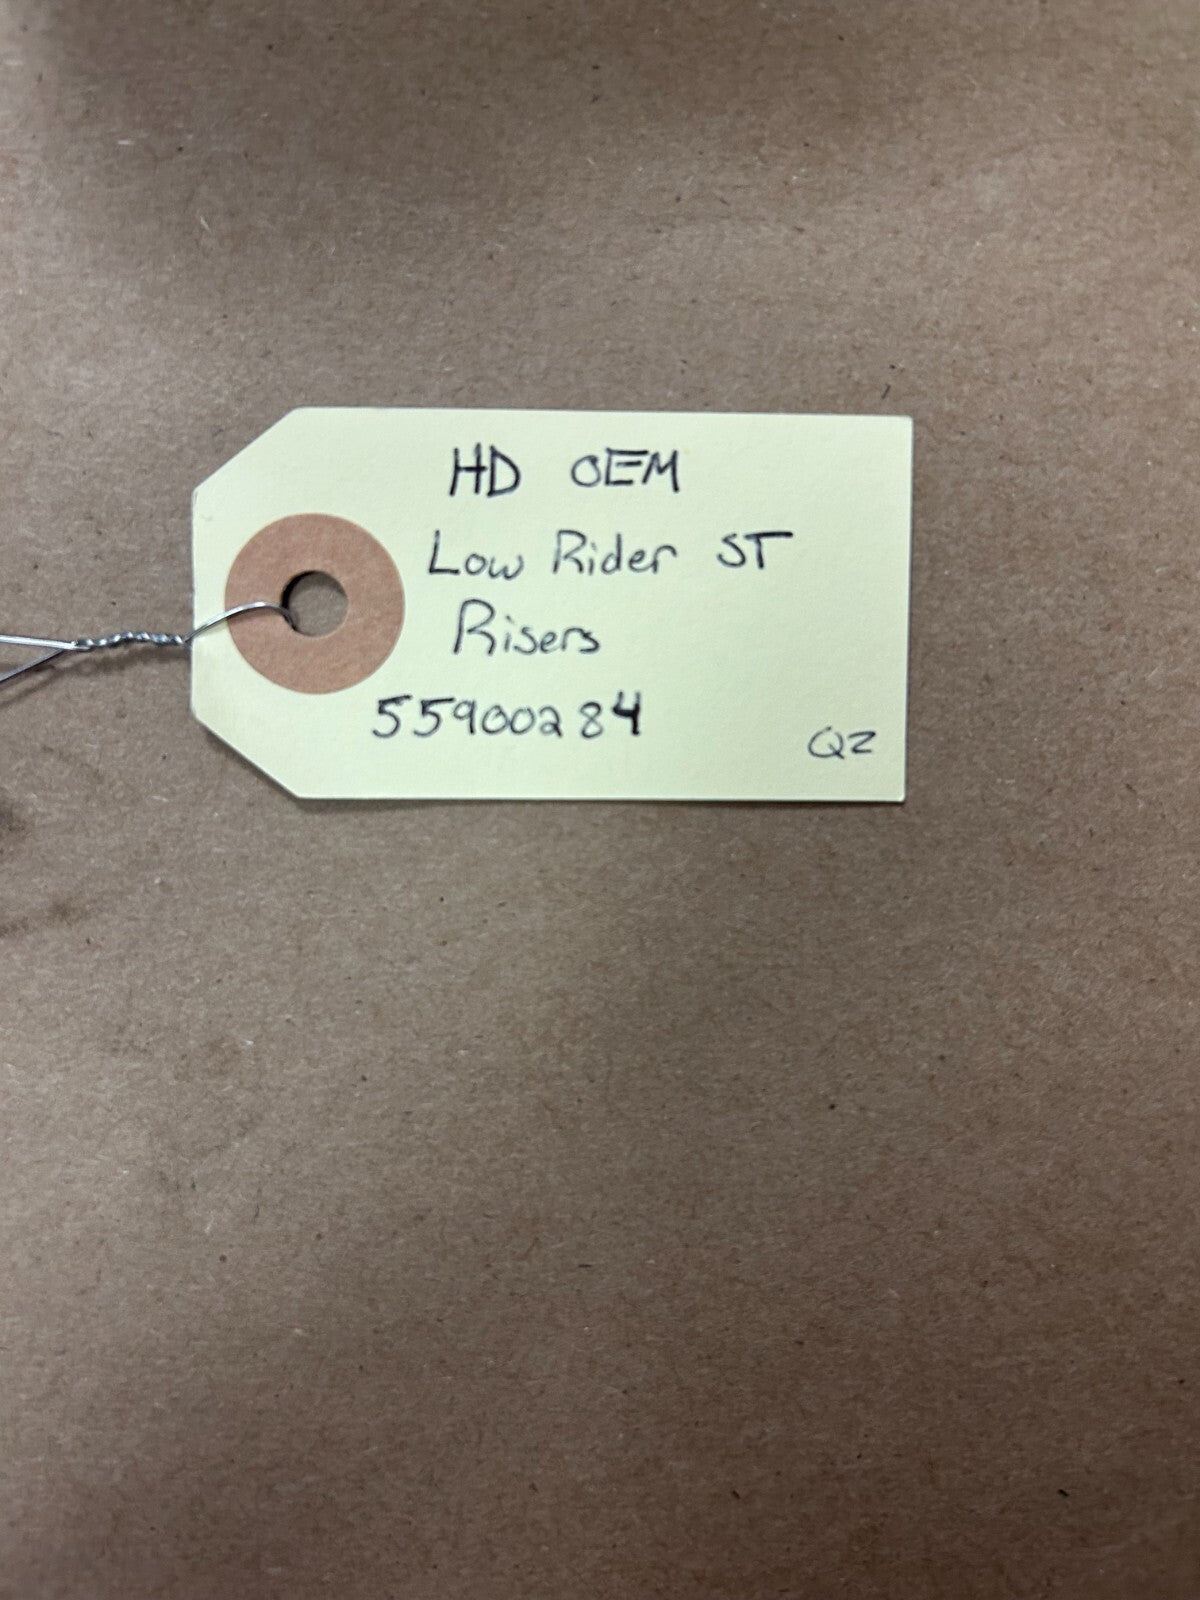 HD OEM
Low Rider ST
Risers
55900284
QZ